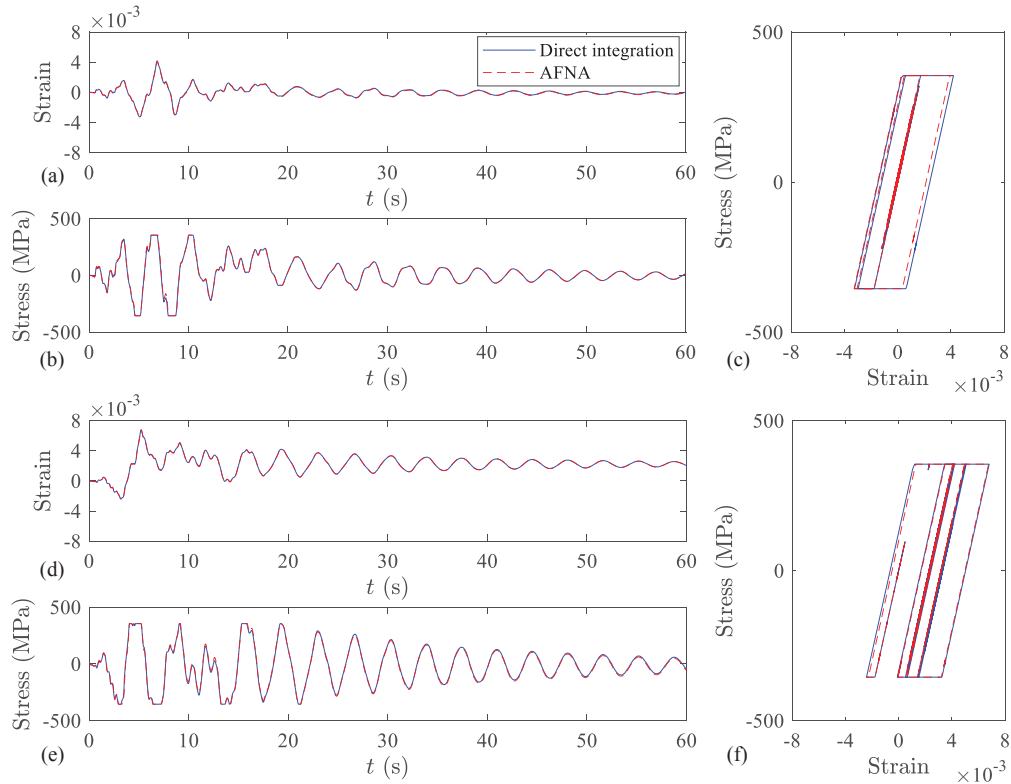 ×10⁻³
8
4
0
-4
-8
Strain
Direct integration
AFNA
0 10 20 30 40 50 60
t (s)
(a)
500
0
-500
Stress (MPa)
0 10 20 30 40 50 60
t (s)
(b)
500
0
-500
Stress (MPa)
-8 -4 0 4 8
Strain
×10⁻³
(c)
×10⁻³
8
4
0
-4
-8
Strain
0 10 20 30 40 50 60
t (s)
(d)
500
0
-500
Stress (MPa)
0 10 20 30 40 50 60
t (s)
(e)
500
0
-500
Stress (MPa)
-8 -4 0 4 8
Strain
×10⁻³
(f)